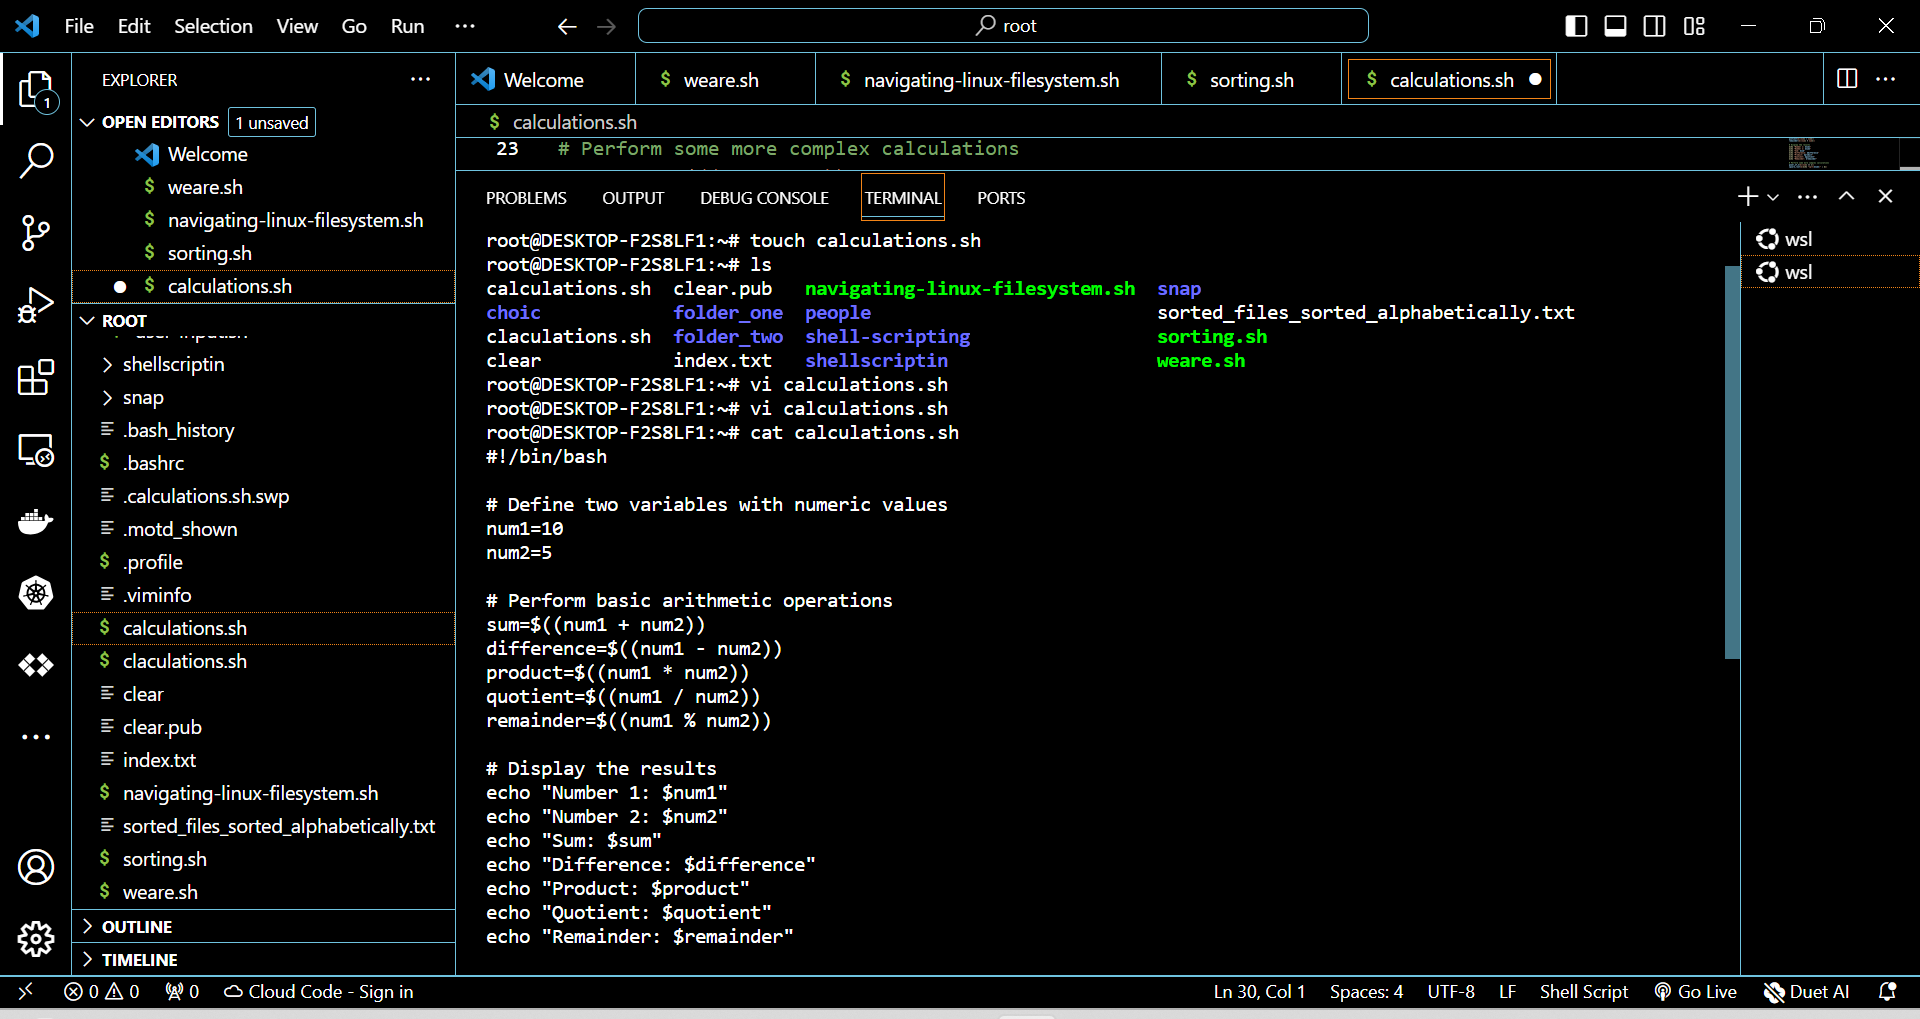 File Edit Selection View Go Run ···
root
EXPLORER ···
OPEN EDITORS 1 unsaved
Welcome
$ weare.sh
$ navigating-linux-filesystem.sh
$ sorting.sh
$ calculations.sh
ROOT
shellscriptin
snap
.bash_history
$ .bashrc
.calculations.sh.swp
.motd_shown
$ .profile
.viminfo
$ calculations.sh
$ claculations.sh
clear
clear.pub
index.txt
$ navigating-linux-filesystem.sh
sorted_files_sorted_alphabetically.txt
$ sorting.sh
$ weare.sh
OUTLINE
TIMELINE
1
Welcome $ weare.sh $ navigating-linux-filesystem.sh $ sorting.sh $ calculations.sh
$ calculations.sh
23 # Perform some more complex calculations
PROBLEMS OUTPUT DEBUG CONSOLE TERMINAL PORTS
root@DESKTOP-F2S8LF1:~# touch calculations.sh
root@DESKTOP-F2S8LF1:~# ls
calculations.sh clear.pub navigating-linux-filesystem.sh snap
choic folder_one people sorted_files_sorted_alphabetically.txt
claculations.sh folder_two shell-scripting sorting.sh
clear index.txt shellscriptin weare.sh
root@DESKTOP-F2S8LF1:~# vi calculations.sh
root@DESKTOP-F2S8LF1:~# vi calculations.sh
root@DESKTOP-F2S8LF1:~# cat calculations.sh
#!/bin/bash
# Define two variables with numeric values
num1=10
num2=5
# Perform basic arithmetic operations
sum=$((num1 + num2))
difference=$((num1 - num2))
product=$((num1 * num2))
quotient=$((num1 / num2))
remainder=$((num1 % num2))
# Display the results
echo "Number 1: $num1"
echo "Number 2: $num2"
echo "Sum: $sum"
echo "Difference: $difference"
echo "Product: $product"
echo "Quotient: $quotient"
echo "Remainder: $remainder"
wsl
wsl
0 0 0 Cloud Code - Sign in Ln 30, Col 1 Spaces: 4 UTF-8 LF Shell Script Go Live Duet AI